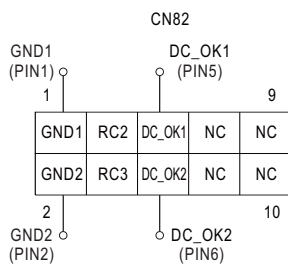 CN82
GND1 DC_OK1
(PIN1) (PIN5)
1 9
GND1 RC2 DC_OK1 NC NC
GND2 RC3 DC_OK2 NC NC
2 10
GND2 DC_OK2
(PIN2) (PIN6)